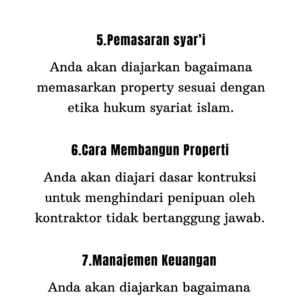 5.Pemasaran syar'i
Anda akan diajarkan bagaimana
memasarkan property sesuai dengan
etika hukum syariat islam.
6.Cara Membangun Properti
Anda akan diajari dasar kontruksi
untuk menghindari penipuan oleh
kontraktor tidak bertanggung jawab.
7.Manajemen Keuangan
Anda akan diajarkan bagaimana